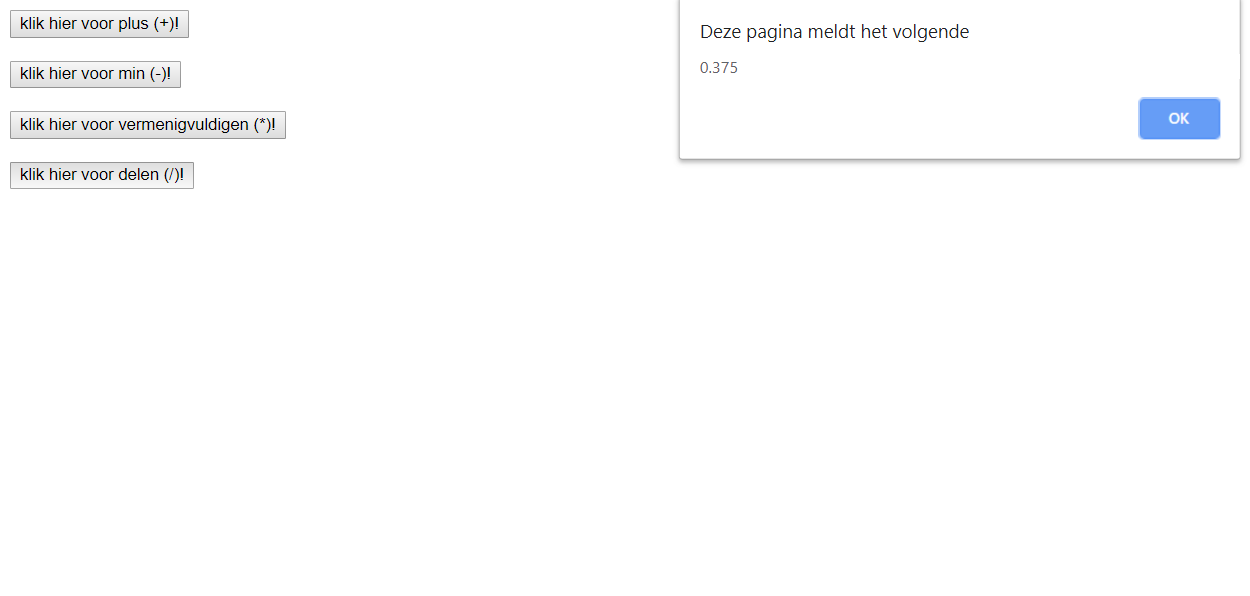 klik hier voor plus (+)!
klik hier voor min (-)!
klik hier voor vermenigvuldigen (*)!
klik hier voor delen (/)!
Deze pagina meldt het volgende
0.375
OK